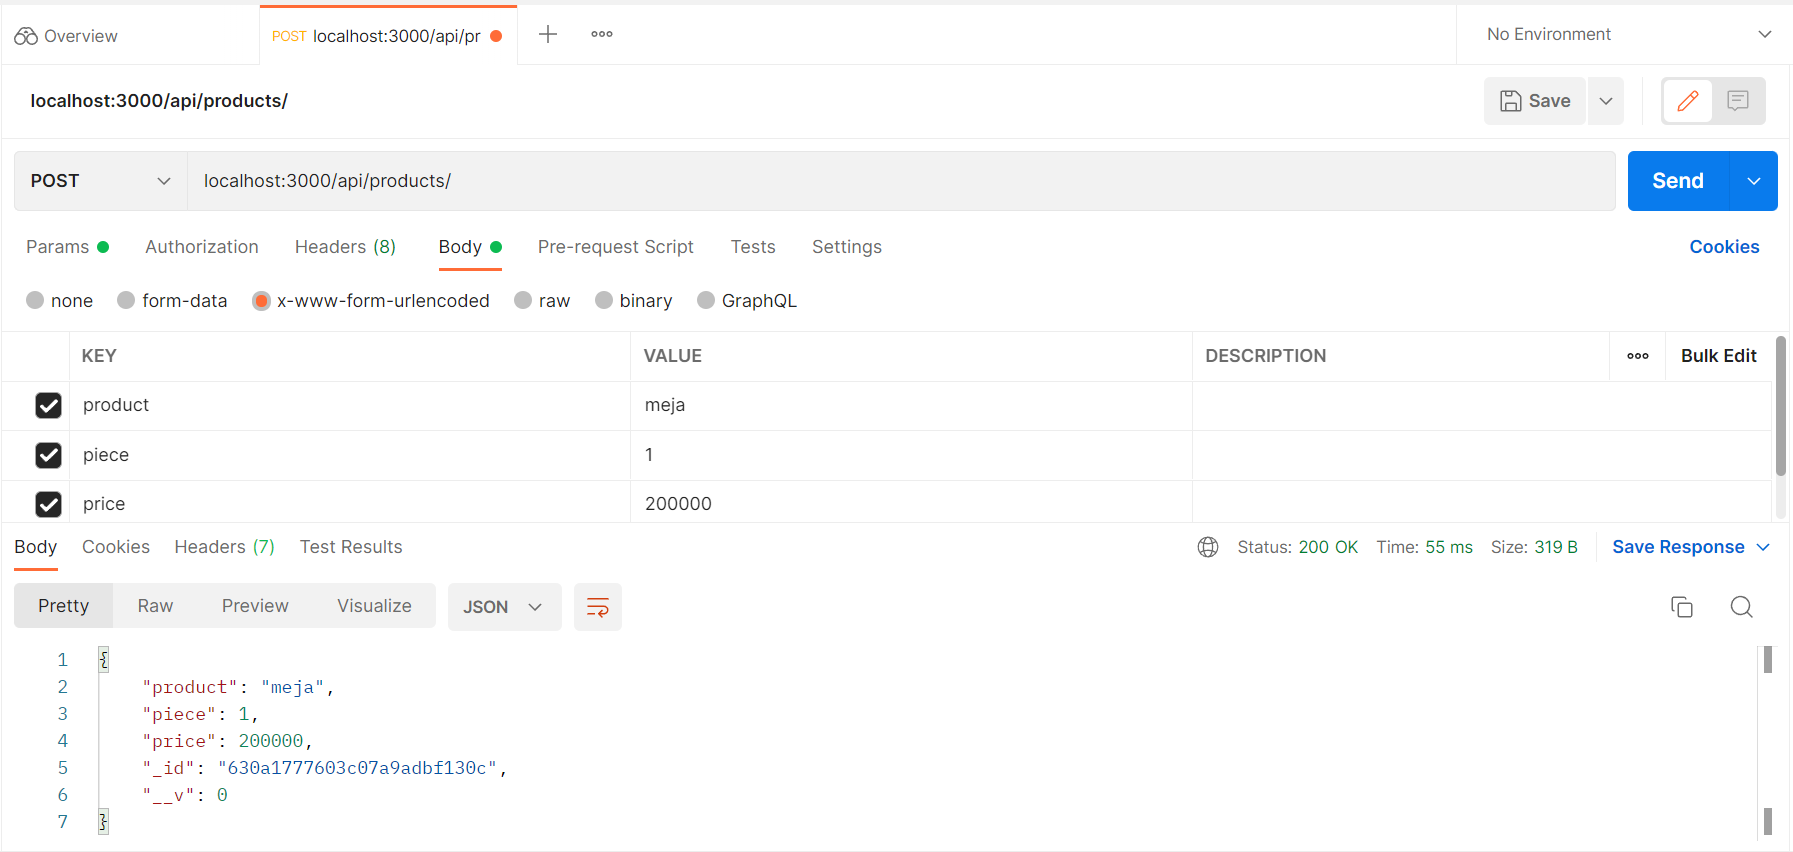 Overview POST localhost:3000/api/pr No Environment
localhost:3000/api/products/ Save
POST localhost:3000/api/products/ Send
Params Authorization Headers (8) Body Pre-request Script Tests Settings Cookies
none form-data x-www-form-urlencoded raw binary GraphQL
KEY VALUE DESCRIPTION Bulk Edit
product meja
piece 1
price 200000
Body Cookies Headers (7) Test Results Status: 200 OK Time: 55 ms Size: 319 B Save Response
Pretty Raw Preview Visualize JSON
1 {
2 "product": "meja",
3 "piece": 1,
4 "price": 200000,
5 "_id": "630a1777603c07a9adbf130c",
6 "__v": 0
7 }